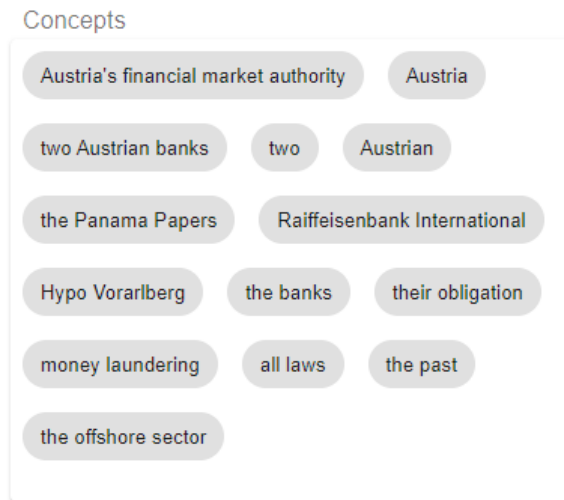 Concepts
Austria's financial market authority Austria
two Austrian banks two Austrian
the Panama Papers Raiffeisenbank International
Hypo Vorarlberg the banks their obligation
money laundering all laws the past
the offshore sector